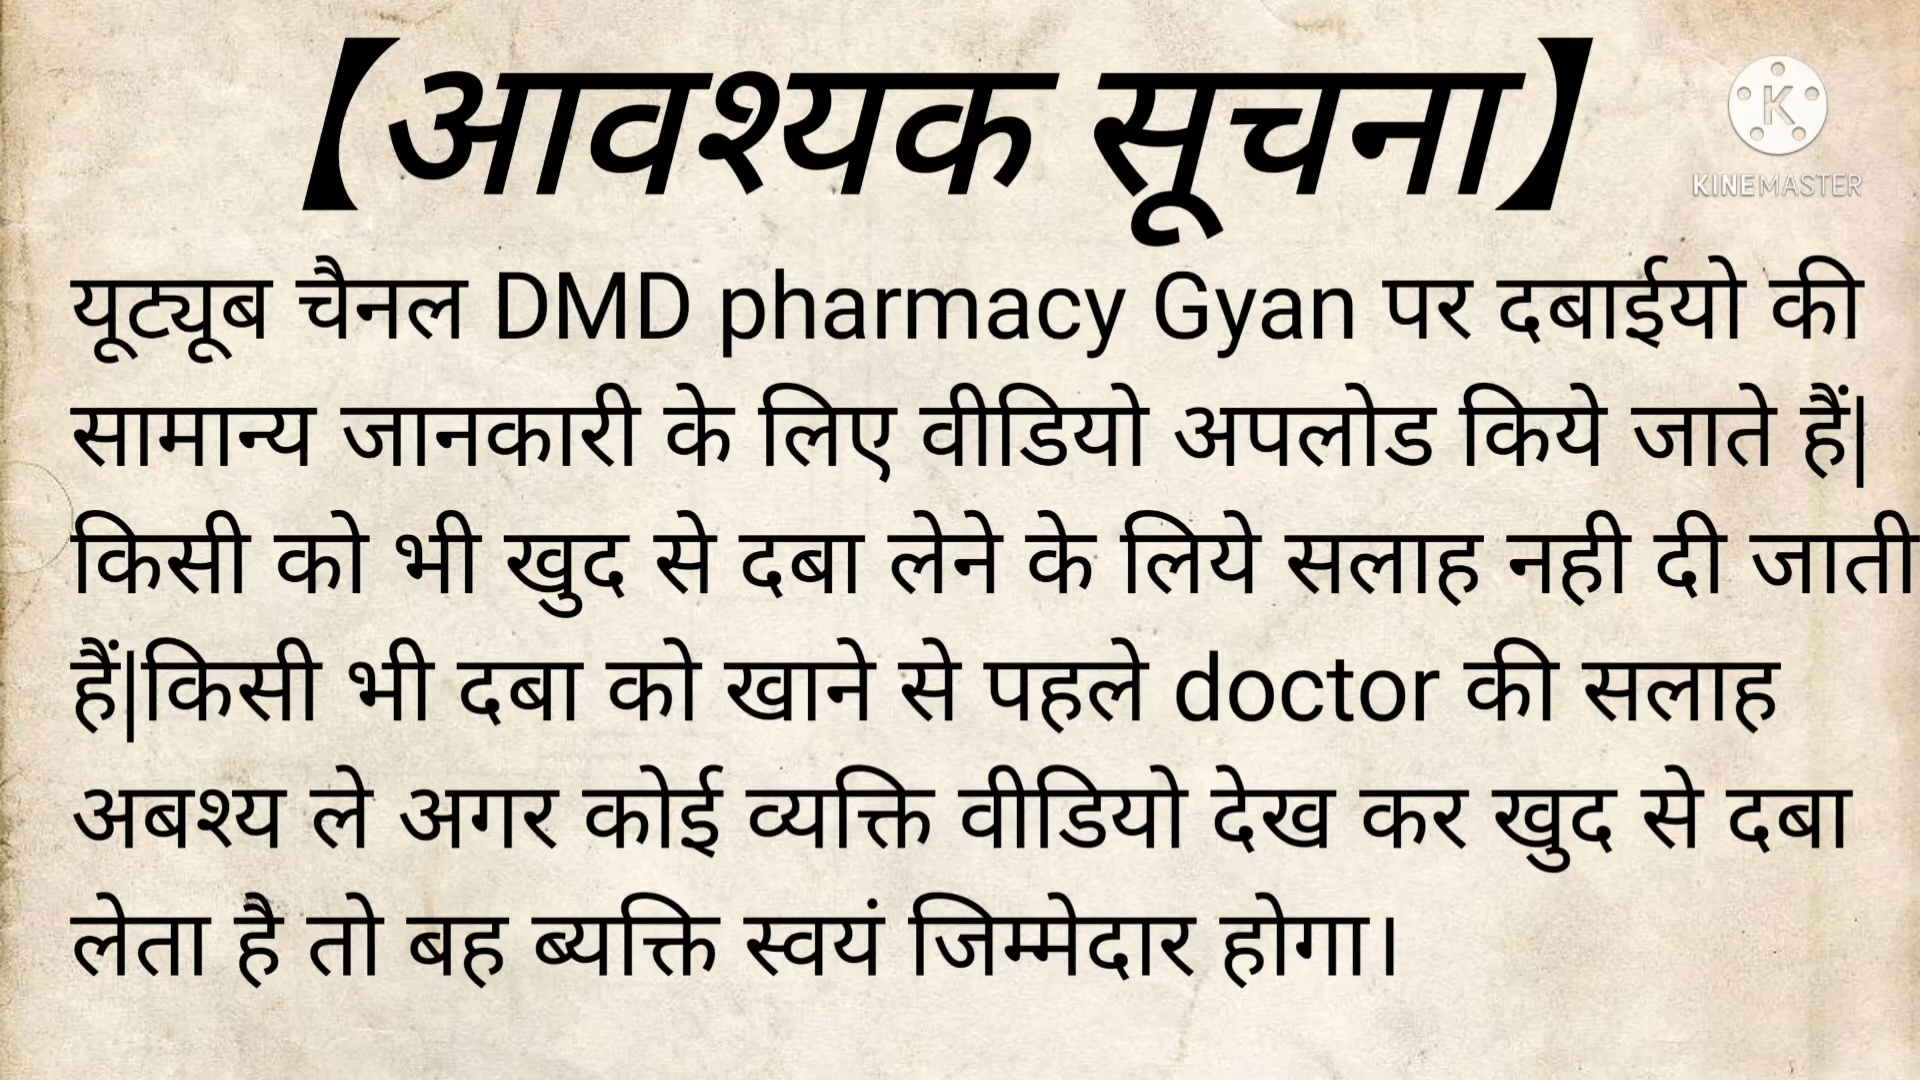 【आवश्यक सूचना】
KINEMASTER
यूट्यूब चैनल DMD pharmacy Gyan पर दबाईयो की
सामान्य जानकारी के लिए वीडियो अपलोड किये जाते हैं|
किसी को भी खुद से दबा लेने के लिये सलाह नही दी जाती
हैं|किसी भी दबा को खाने से पहले doctor की सलाह
अबश्य ले अगर कोई व्यक्ति वीडियो देख कर खुद से दबा
लेता है तो बह ब्यक्ति स्वयं जिम्मेदार होगा।